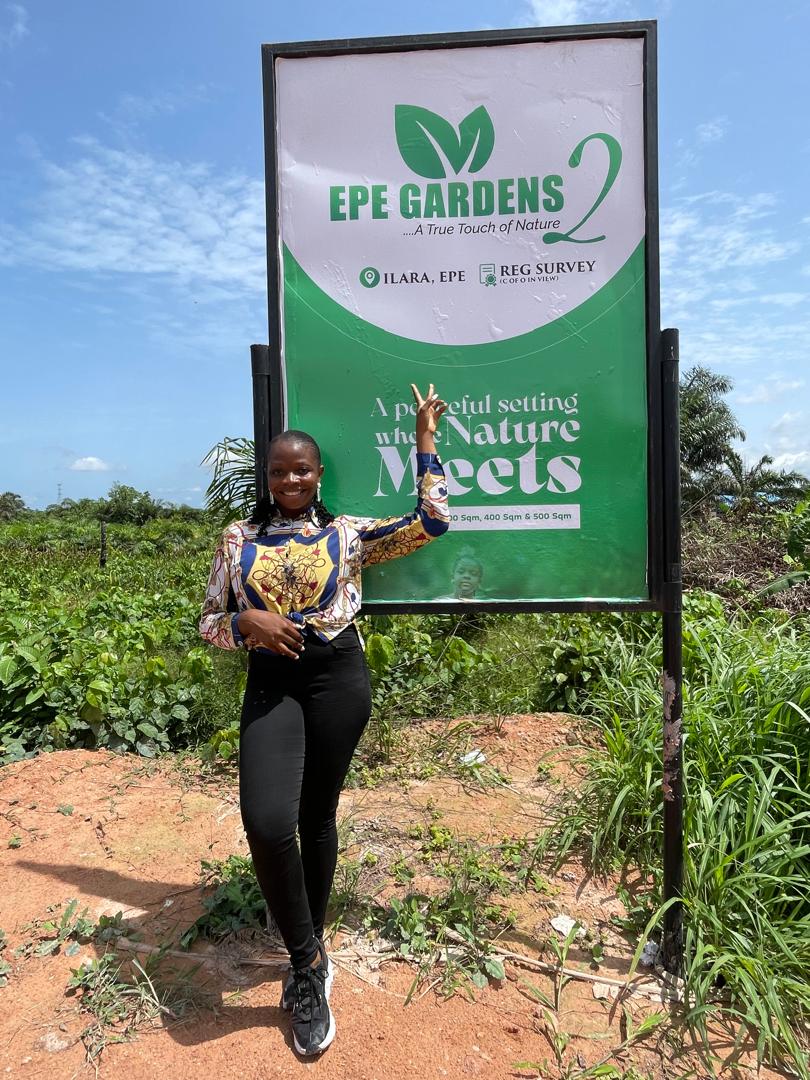 EPE GARDENS 2
....A True Touch of Nature
ILARA, EPE
REG SURVEY
(C OF O IN VIEW)
A setting
Nature
Meets
Sqm, 400 Sqm & 500 Sqm